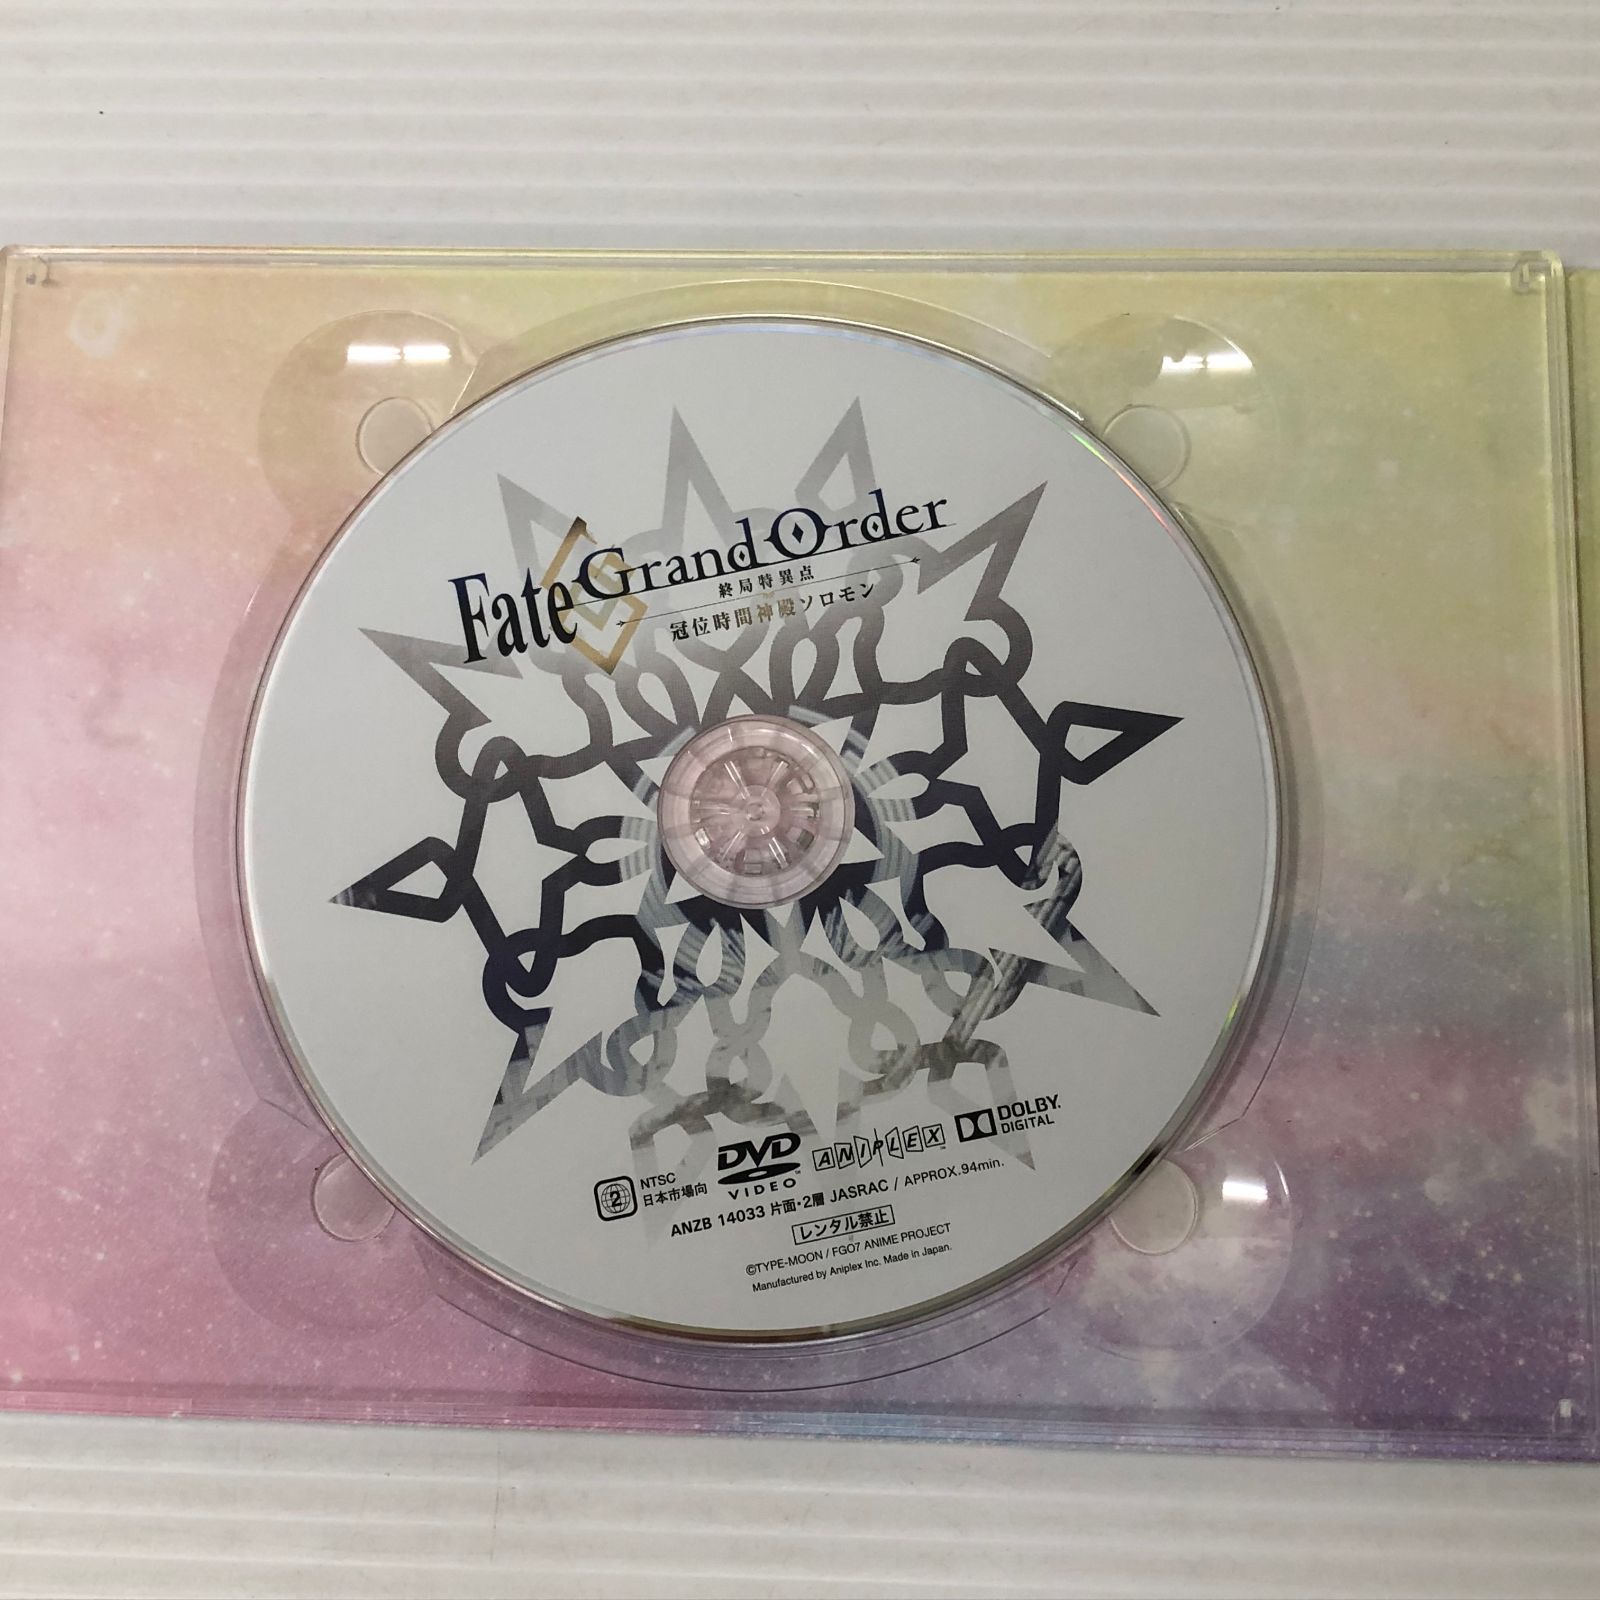 Fate Grand Order
終局特異点
冠位時間神殿ソロモン
2
NTSC
日本市場向
DVD
VIDEO
ANIPLEX
DOLBY
DIGITAL
ANZB 14033 片面・2層 JASRAC / APPROX.94min.
レンタル禁止
©TYPE-MOON / FGO7 ANIME PROJECT
Manufactured by Aniplex Inc. Made in Japan.